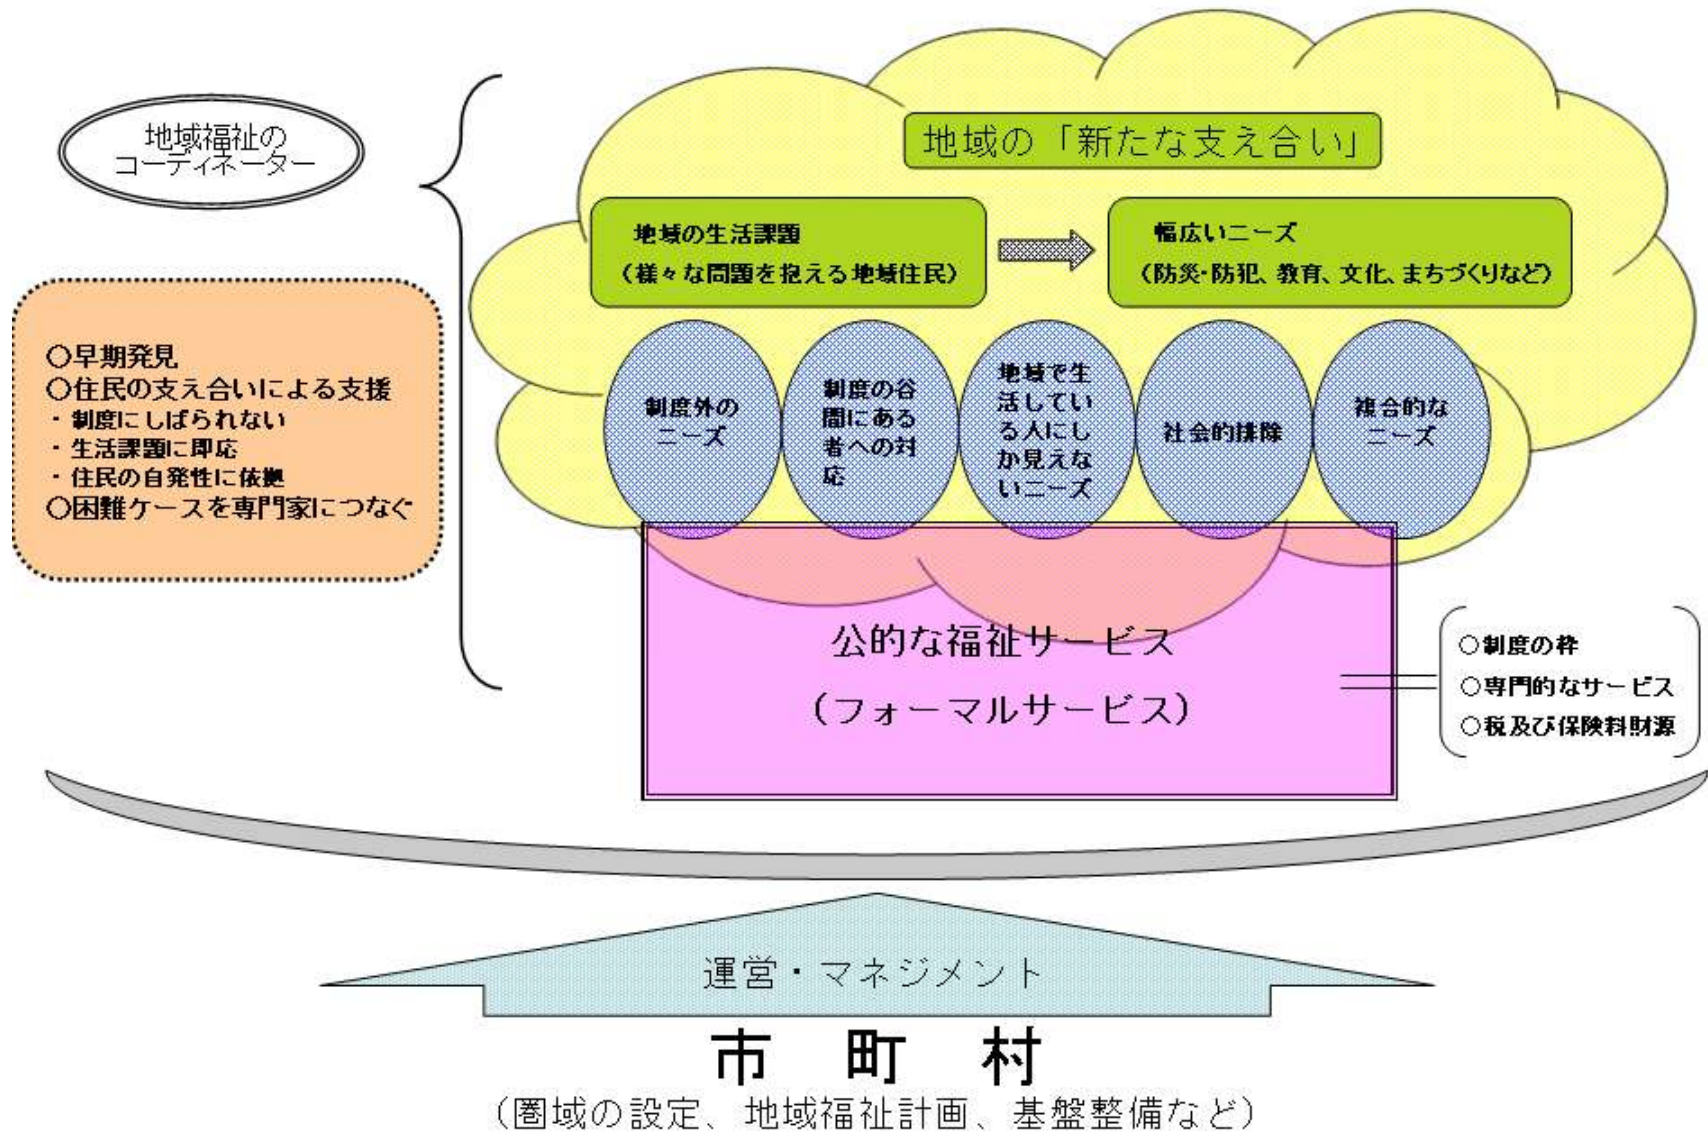 地域福祉の
コーディネーター
地域の「新たな支え合い」
地域の生活課題
(様々な問題を抱える地域住民)
幅広いニーズ
(防災・防犯、教育、文化、まちづくりなど)
○早期発見
○住民の支え合いによる支援
・制度にしばられない
・生活課題に即応
・住民の自発性に依拠
○困難ケースを専門家につなぐ
制度外の
ニーズ
制度の谷
間にある
者への対
応
地域で生
活してい
る人にし
か見えな
いニーズ
社会的排除
複合的な
ニーズ
公的な福祉サービス
(フォーマルサービス)
○制度の枠
○専門的なサービス
○税及び保険料財源
運営・マネジメント
市 町 村
(圏域の設定、地域福祉計画、基盤整備など)